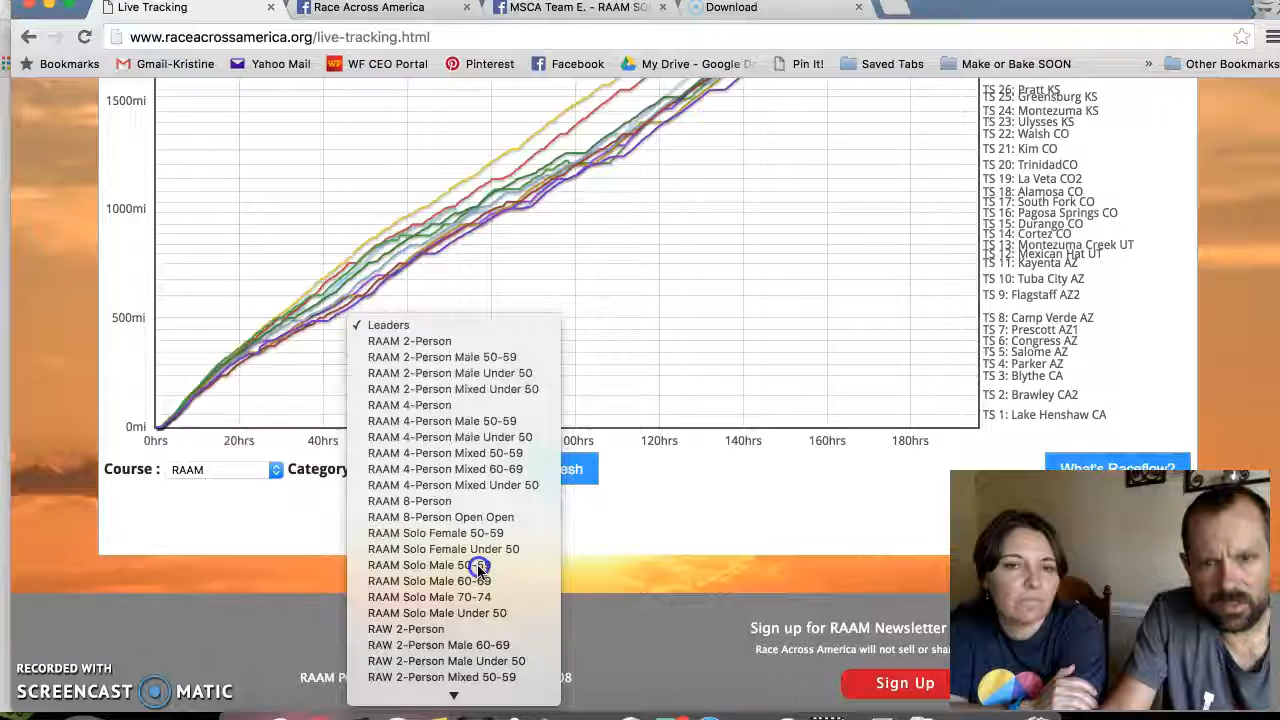 Live Tracking
Race Across America
MSCA Team E. - RAAM SO
Download
www.raceacrossamerica.org/live-tracking.html
Bookmarks
Gmail-Kristine
Yahoo Mail
WF CEO Portal
Pinterest
Facebook
My Drive - Google Dr
Pin It!
Saved Tabs
Make or Bake SOON
»
Other Bookmarks
1500mi
1000mi
500mi
0mi
0hrs
20hrs
40hrs
00hrs
120hrs
140hrs
160hrs
180hrs
TS 26: Pratt KS
TS 25: Greensburg KS
TS 24: Montezuma KS
TS 23: Ulysses KS
TS 22: Walsh CO
TS 21: Kim CO
TS 20: TrinidadCO
TS 19: La Veta CO2
TS 18: Alamosa CO
TS 17: South Fork CO
TS 16: Pagosa Springs CO
TS 15: Durango CO
TS 14: Cortez CO
TS 13: Montezuma Creek UT
TS 12: Mexican Hat UT
TS 11: Kayenta AZ
TS 10: Tuba City AZ
TS 9: Flagstaff AZ2
TS 8: Camp Verde AZ
TS 7: Prescott AZ1
TS 6: Congress AZ
TS 5: Salome AZ
TS 4: Parker AZ
TS 3: Blythe CA
TS 2: Brawley CA2
TS 1: Lake Henshaw CA
Course : RAAM Category
esh
What's Raceflow?
✓ Leaders
RAAM 2-Person
RAAM 2-Person Male 50-59
RAAM 2-Person Male Under 50
RAAM 2-Person Mixed Under 50
RAAM 4-Person
RAAM 4-Person Male 50-59
RAAM 4-Person Male Under 50
RAAM 4-Person Mixed 50-59
RAAM 4-Person Mixed 60-69
RAAM 4-Person Mixed Under 50
RAAM 8-Person
RAAM 8-Person Open Open
RAAM Solo Female 50-59
RAAM Solo Female Under 50
RAAM Solo Male 50-59
RAAM Solo Male 60-69
RAAM Solo Male 70-74
RAAM Solo Male Under 50
RAW 2-Person
RAW 2-Person Male 60-69
RAW 2-Person Male Under 50
RAW 2-Person Mixed 50-59
Sign up for RAAM Newsletter
Race Across America will not sell or sha
Sign Up
RAAM P
08
RECORDED WITH
SCREENCAST MATIC